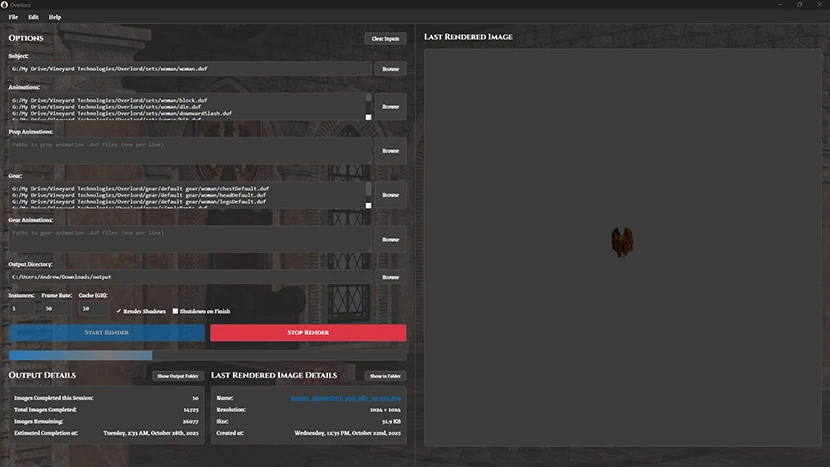 Overlord
File Edit Help
OPTIONS
Clear Inputs
Subject:
G:/My Drive/Vineyard Technologies/Overlord/sets/woman/woman.duf
Browse
Animations:
G:/My Drive/Vineyard Technologies/Overlord/sets/woman/block.duf
G:/My Drive/Vineyard Technologies/Overlord/sets/woman/die.duf
G:/My Drive/Vineyard Technologies/Overlord/sets/woman/downwardSlash.duf
Browse
Prop Animations:
Paths to prop animation .duf files (one per line)
Browse
Gear:
G:/My Drive/Vineyard Technologies/Overlord/gear/default gear/woman/chestDefault.duf
G:/My Drive/Vineyard Technologies/Overlord/gear/default gear/woman/headDefault.duf
G:/My Drive/Vineyard Technologies/Overlord/gear/default gear/woman/legsDefault.duf
Browse
Gear Animations:
Paths to gear animation .duf files (one per line)
Browse
Output Directory:
C:/Users/Andrew/Downloads/output
Browse
Instances: Frame Rate: Cache (GB):
1 30 10
Render Shadows Shutdown on Finish
START RENDER STOP RENDER
OUTPUT DETAILS
Show Output Folder
Images Completed this Session: 10
Total Images Completed: 14723
Images Remaining: 26077
Estimated Completion at: Tuesday, 2:33 AM, October 28th, 2025
LAST RENDERED IMAGE DETAILS
Show in Folder
Name:
Resolution: 1024 × 1024
Size: 31.9 KB
Created at: Wednesday, 12:35 PM, October 22nd, 2025
LAST RENDERED IMAGE